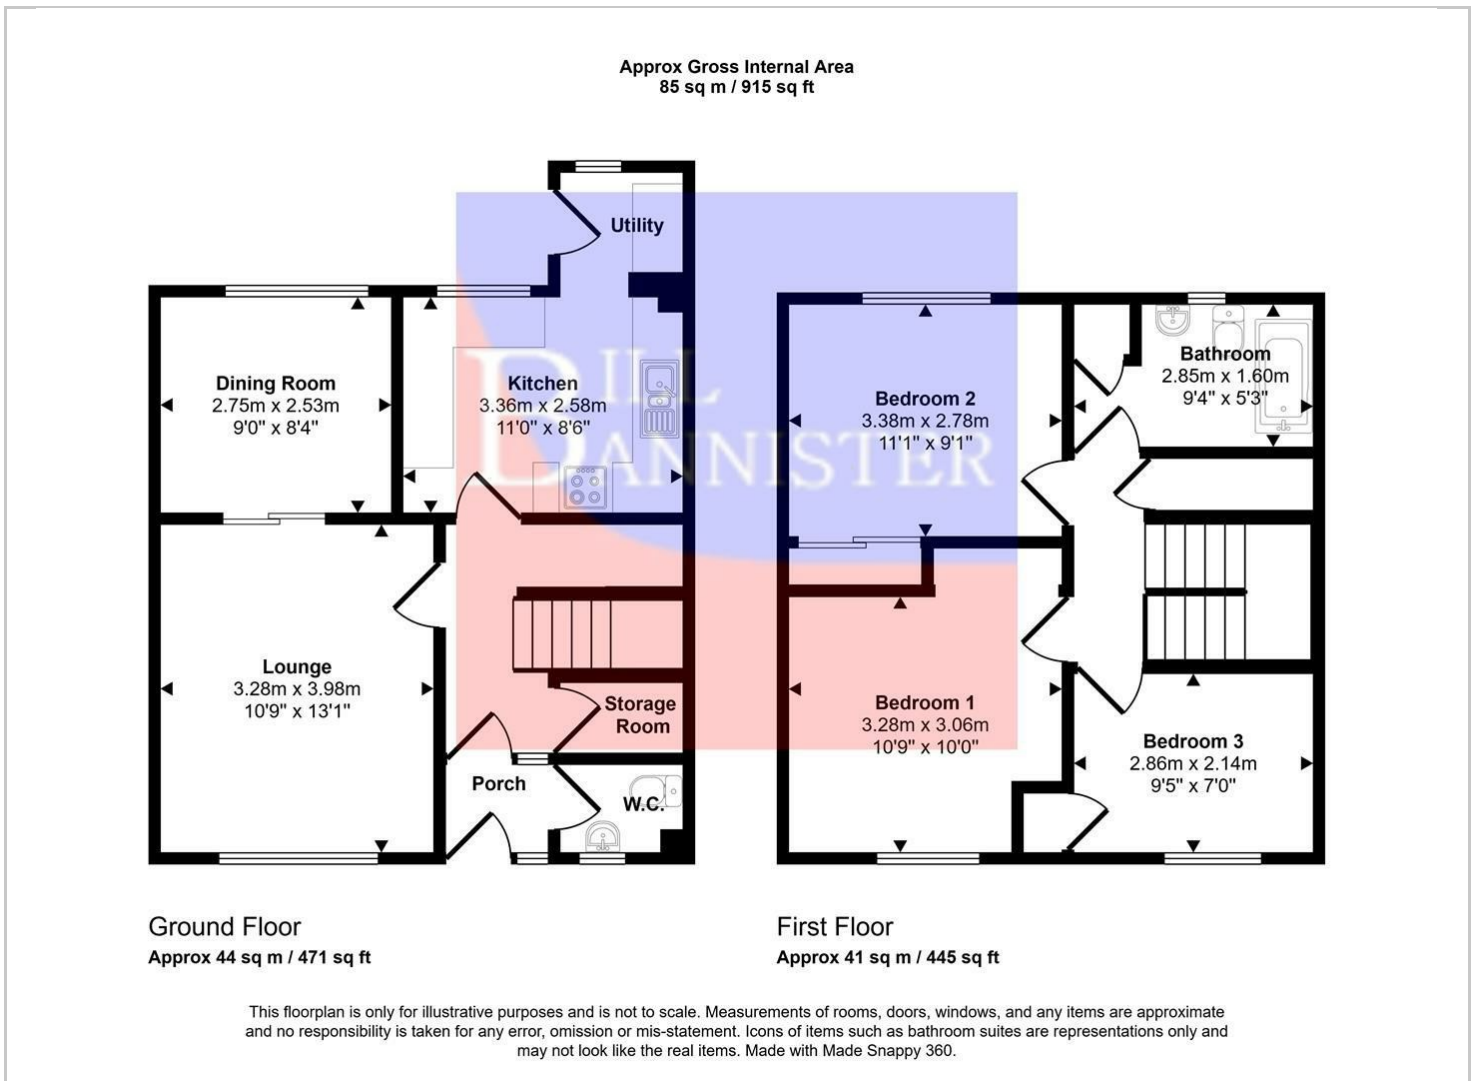 Approx Gross Internal Area
85 sq m / 915 sq ft
Utility
Dining Room
2.75m x 2.53m
9'0" x 8'4"
Kitchen
3.36m x 2.58m
11'0" x 8'6"
BILL
BANNISTER
Lounge
3.28m x 3.98m
10'9" x 13'1"
Storage
Room
Porch
W.C.
Bedroom 2
3.38m x 2.78m
11'1" x 9'1"
Bathroom
2.85m x 1.60m
9'4" x 5'3"
Bedroom 1
3.28m x 3.06m
10'9" x 10'0"
Bedroom 3
2.86m x 2.14m
9'5" x 7'0"
Ground Floor
Approx 44 sq m / 471 sq ft
First Floor
Approx 41 sq m / 445 sq ft
This floorplan is only for illustrative purposes and is not to scale. Measurements of rooms, doors, windows, and any items are approximate
and no responsibility is taken for any error, omission or mis-statement. Icons of items such as bathroom suites are representations only and
may not look like the real items. Made with Made Snappy 360.